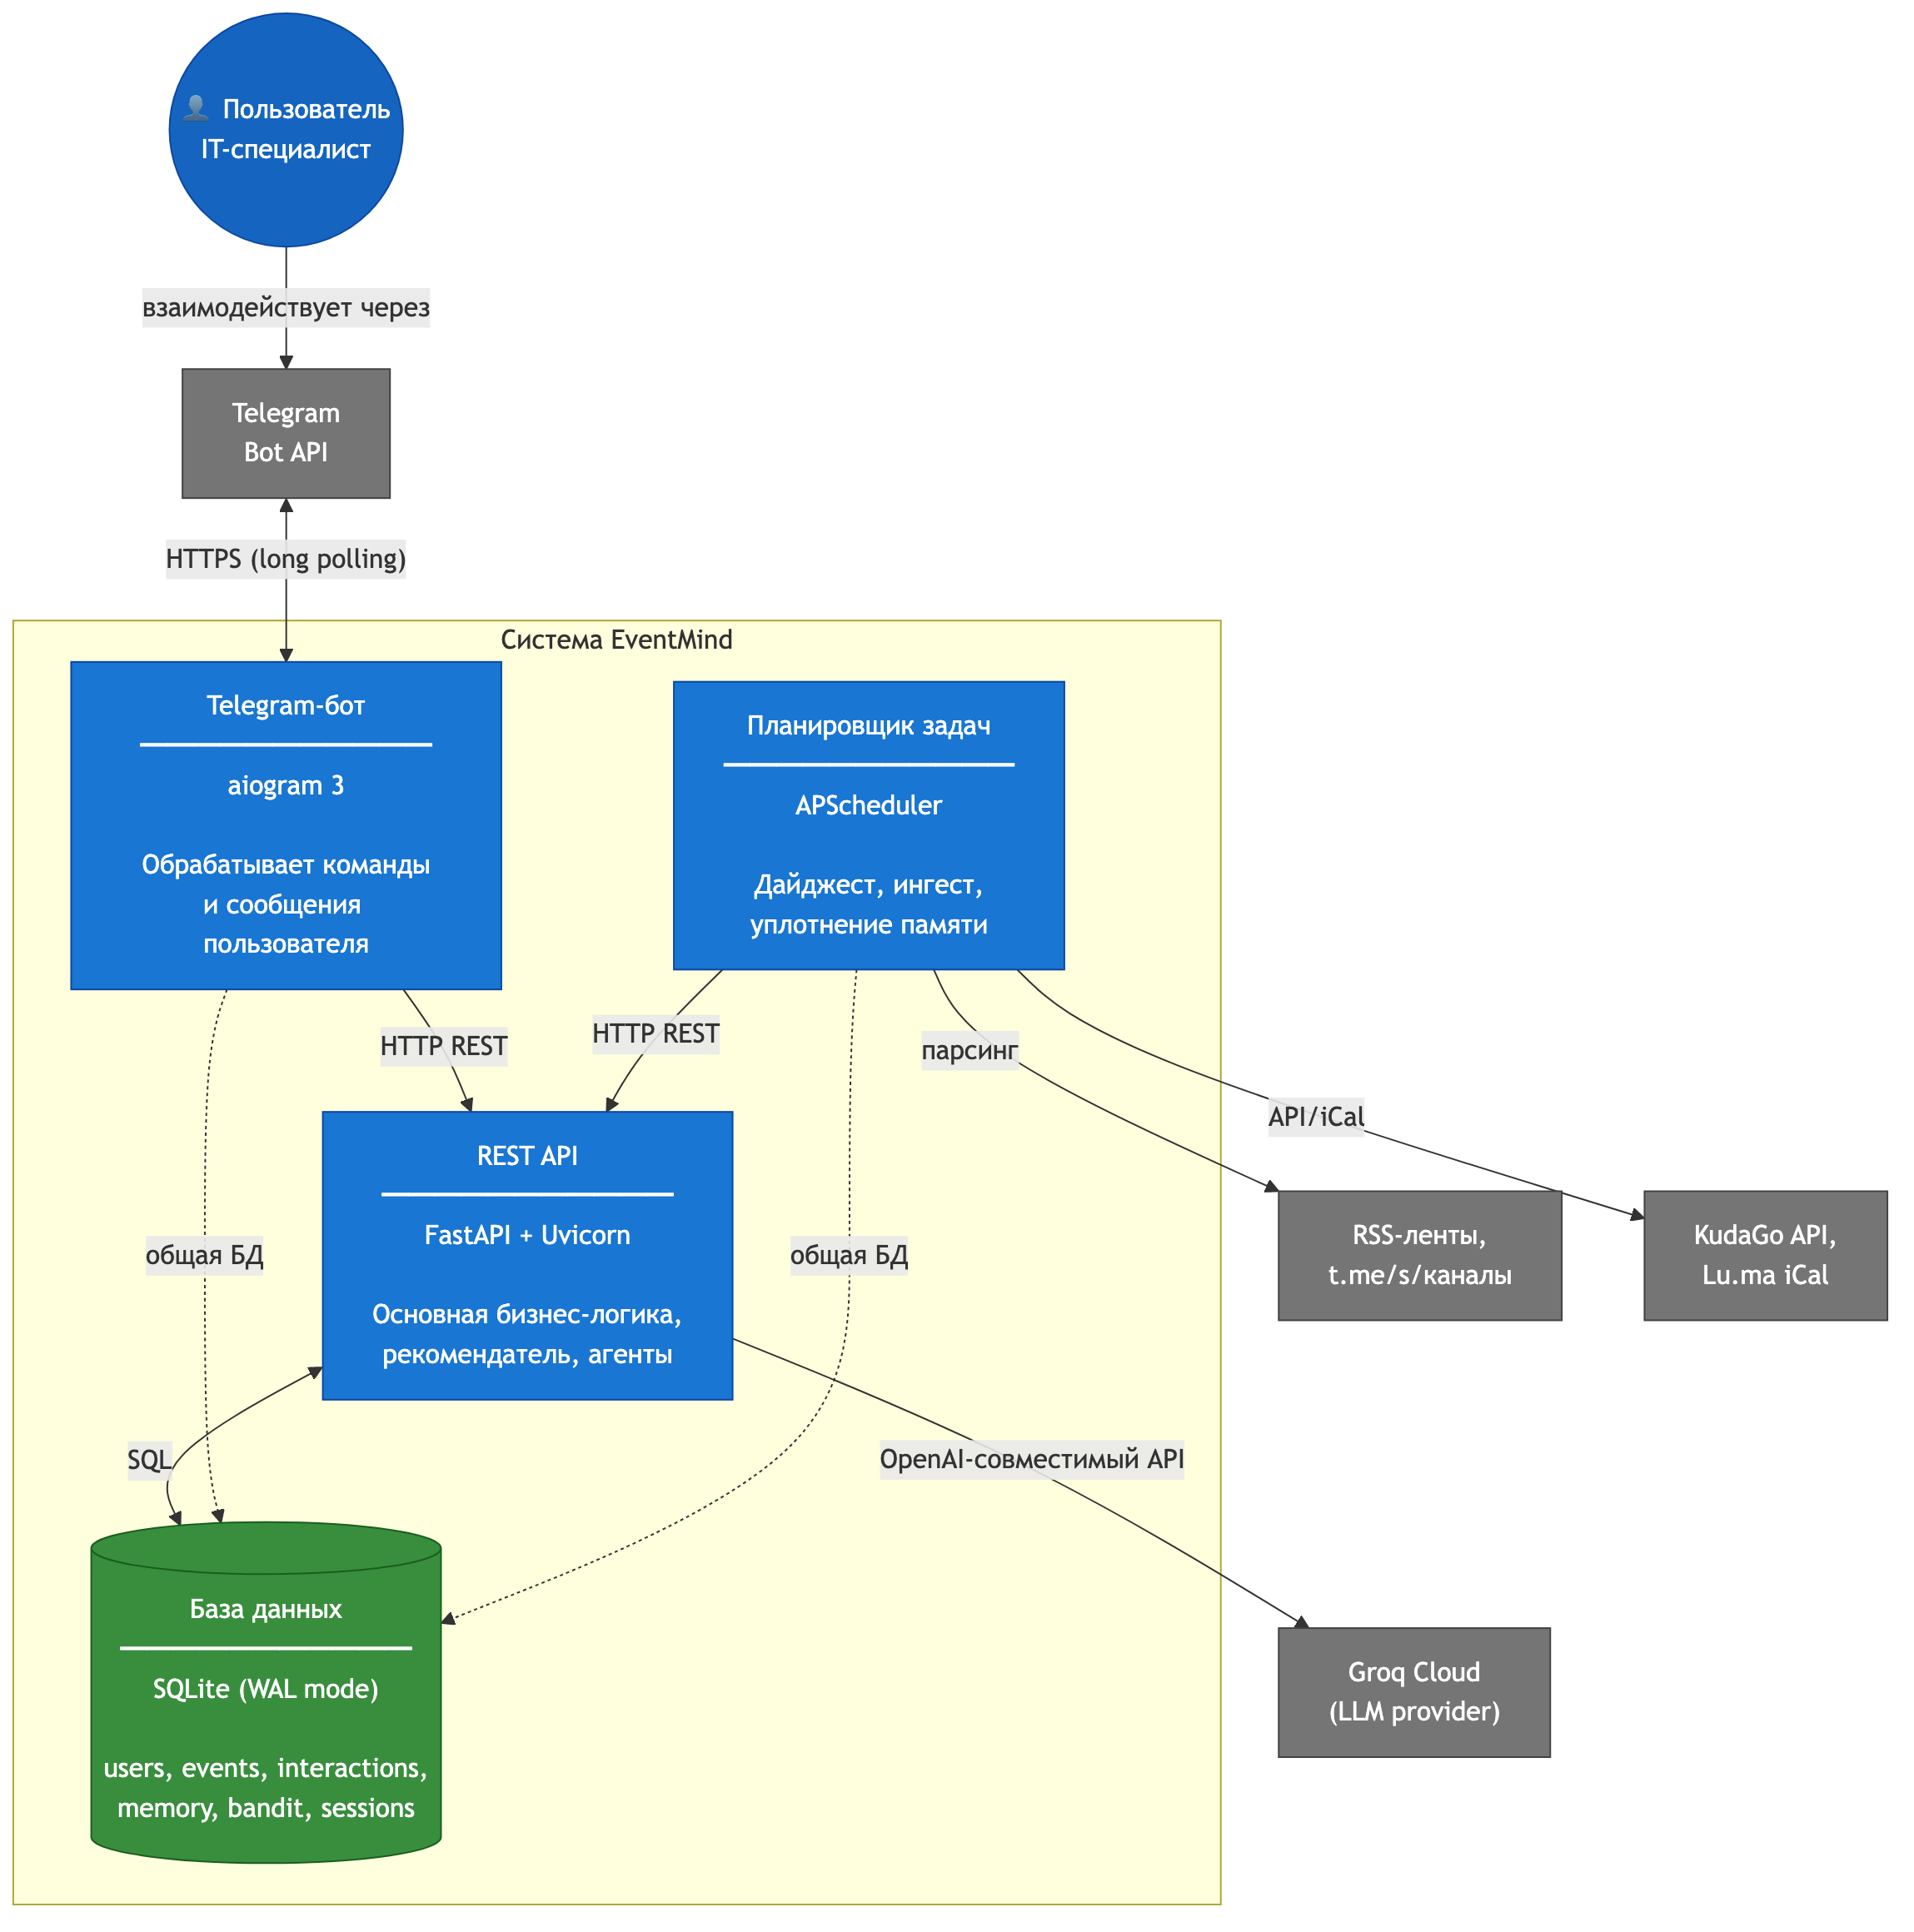 Пользователь
IT-специалист
взаимодействует через
Telegram
Bot API
HTTPS (long polling)
Система EventMind
Telegram-бот
aiogram 3
Обрабатывает команды
и сообщения
пользователя
Планировщик задач
APScheduler
Дайджест, ингест,
уплотнение памяти
HTTP REST
HTTP REST
парсинг
API/iCal
REST API
FastAPI + Uvicorn
Основная бизнес-логика,
рекомендатель, агенты
общая БД
общая БД
RSS-ленты,
t.me/s/каналы
KudaGo API,
Lu.ma iCal
SQL
OpenAI-совместимый API
База данных
SQLite (WAL mode)
users, events, interactions,
memory, bandit, sessions
Groq Cloud
(LLM provider)